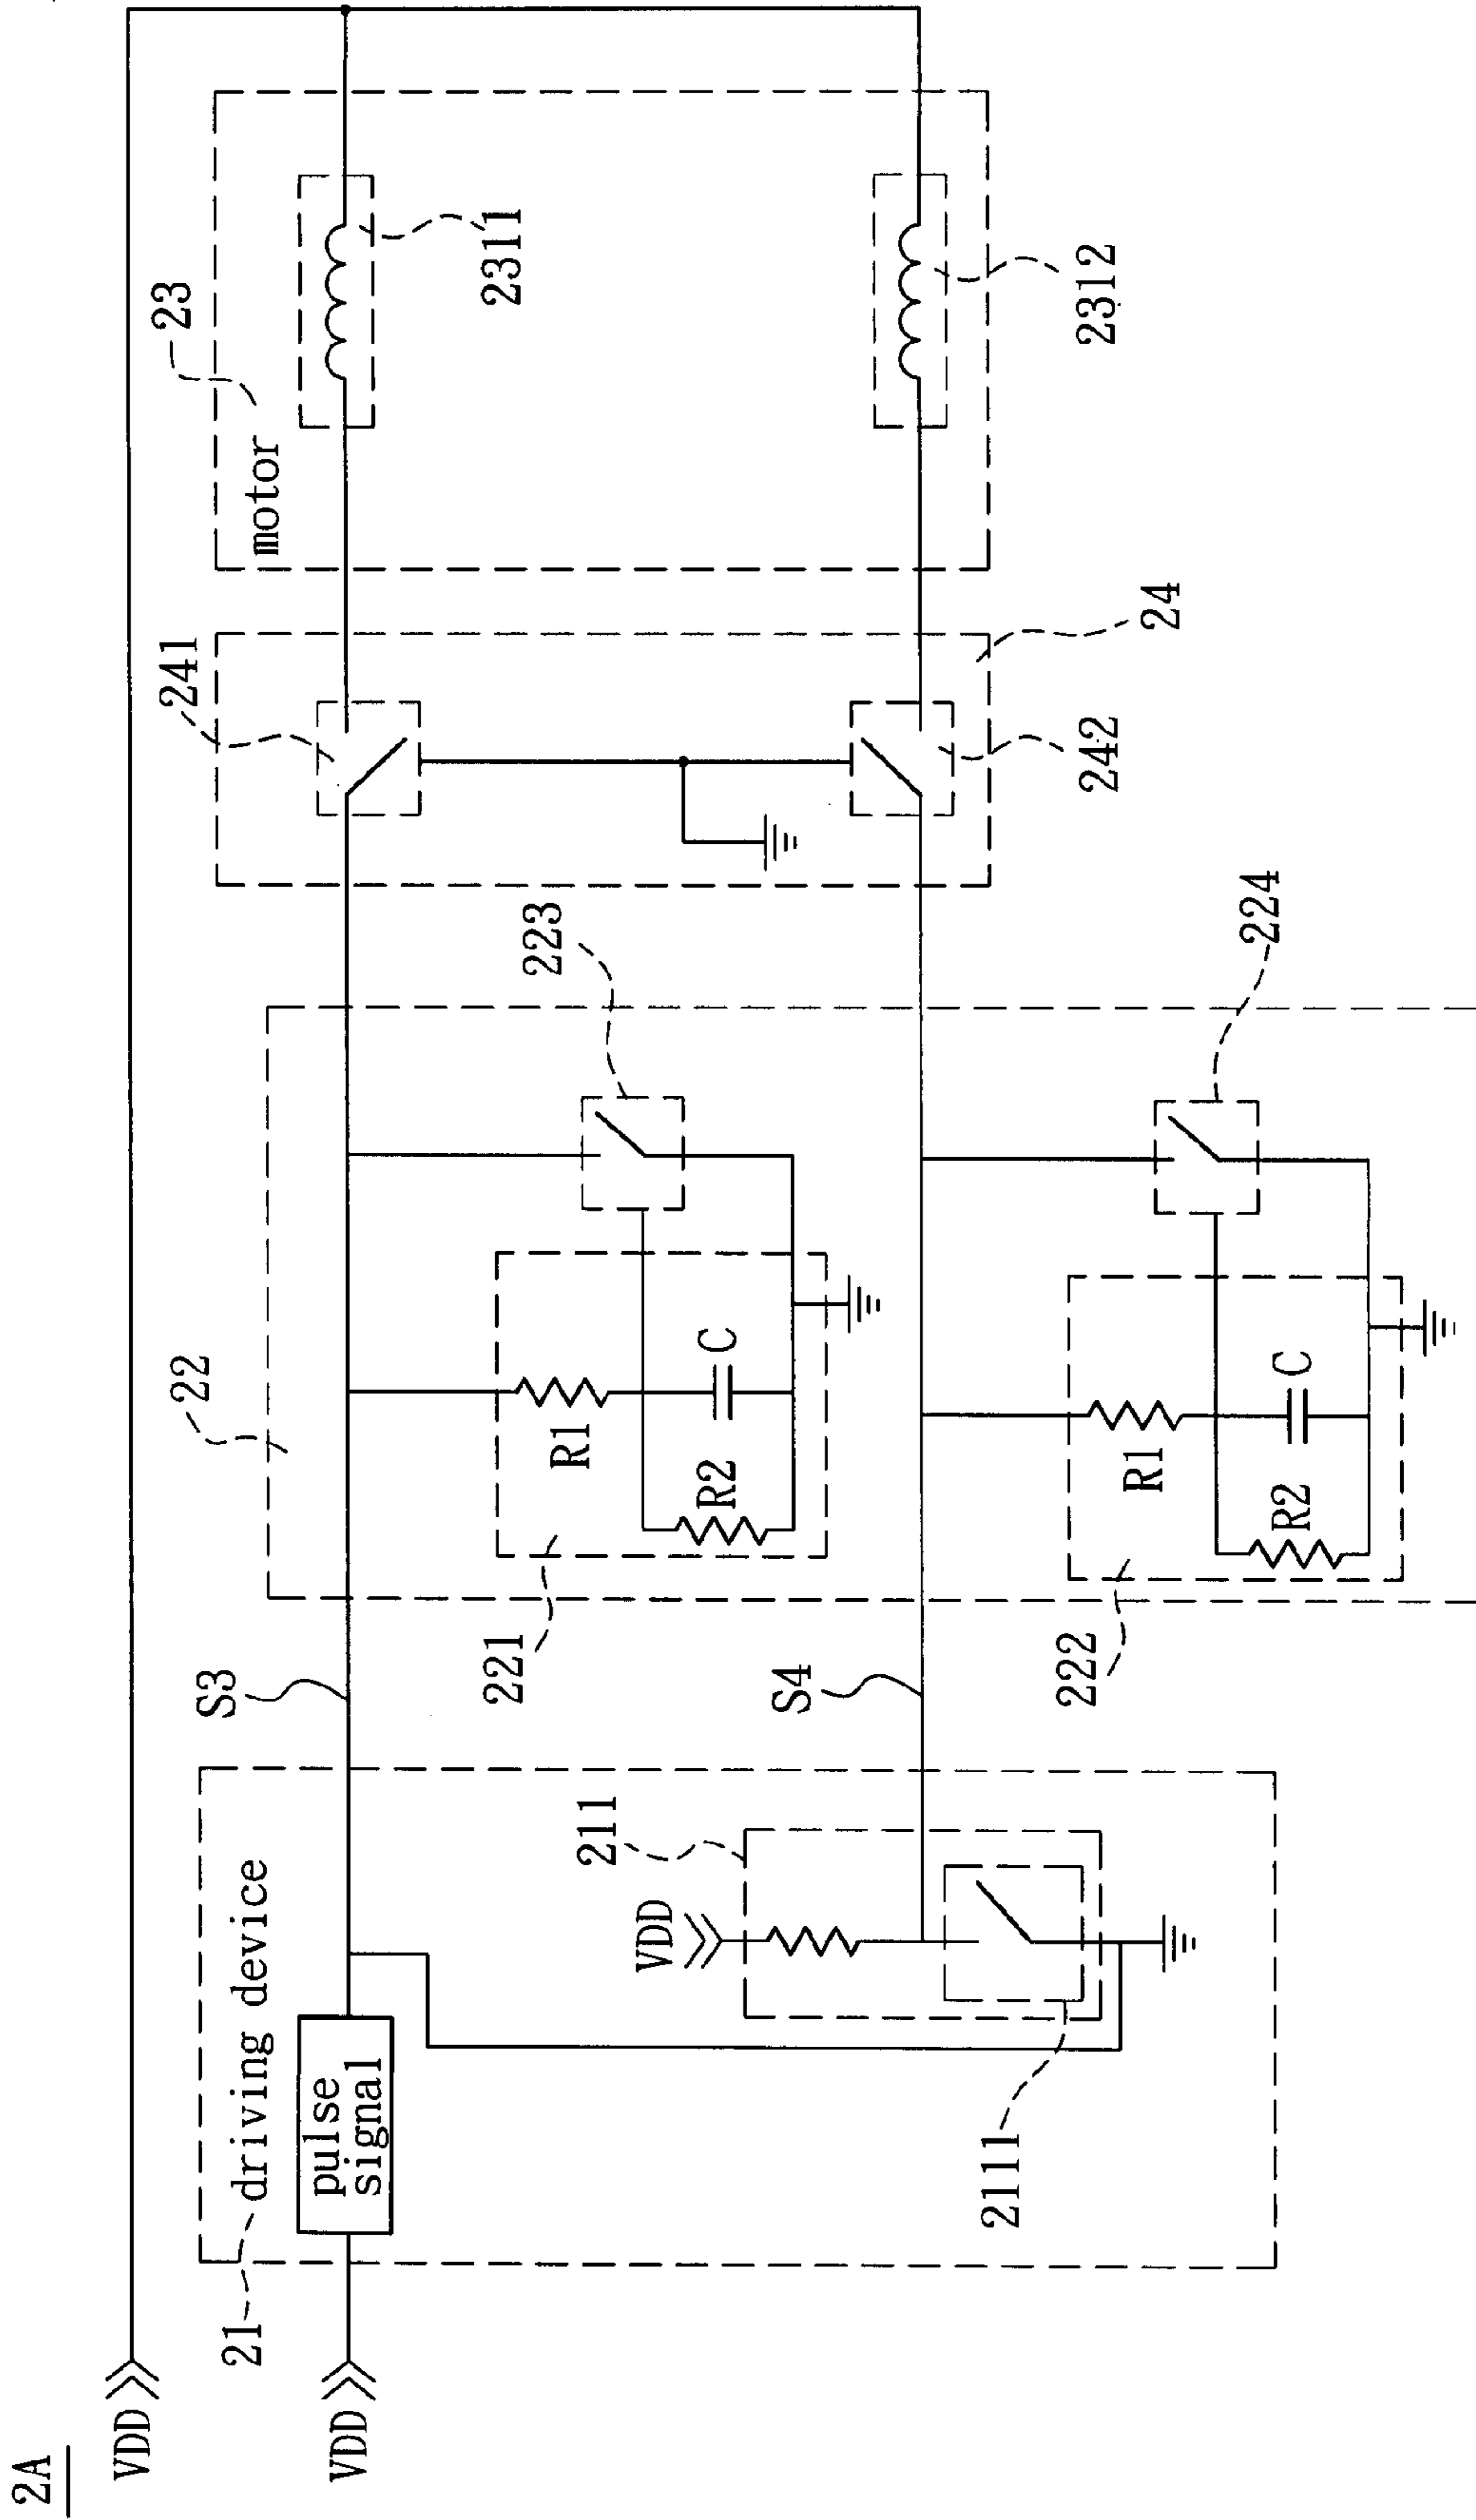 2A
VDD
VDD
21
driving device
pulse
signal
2111
VDD
211
S3
S4
22
221
R1
R2
C
223
222
R1
R2
C
224
241
242
24
23
motor
2311
2312